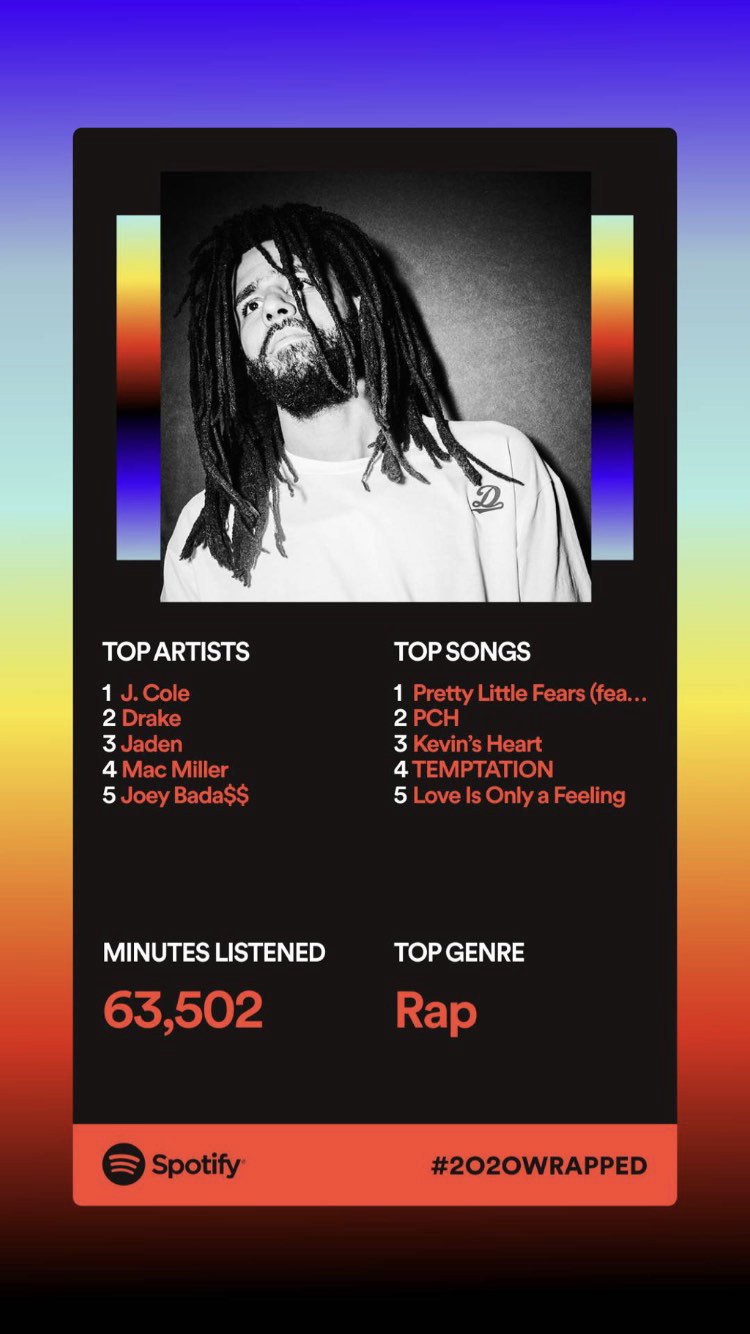 TOP ARTISTS
1 J. Cole
2 Drake
3 Jaden
4 Mac Miller
5 Joey Bada$$
TOP SONGS
1 Pretty Little Fears (fea...
2 PCH
3 Kevin's Heart
4 TEMPTATION
5 Love Is Only a Feeling
MINUTES LISTENED
63,502
TOP GENRE
Rap
Spotify
#2020WRAPPED